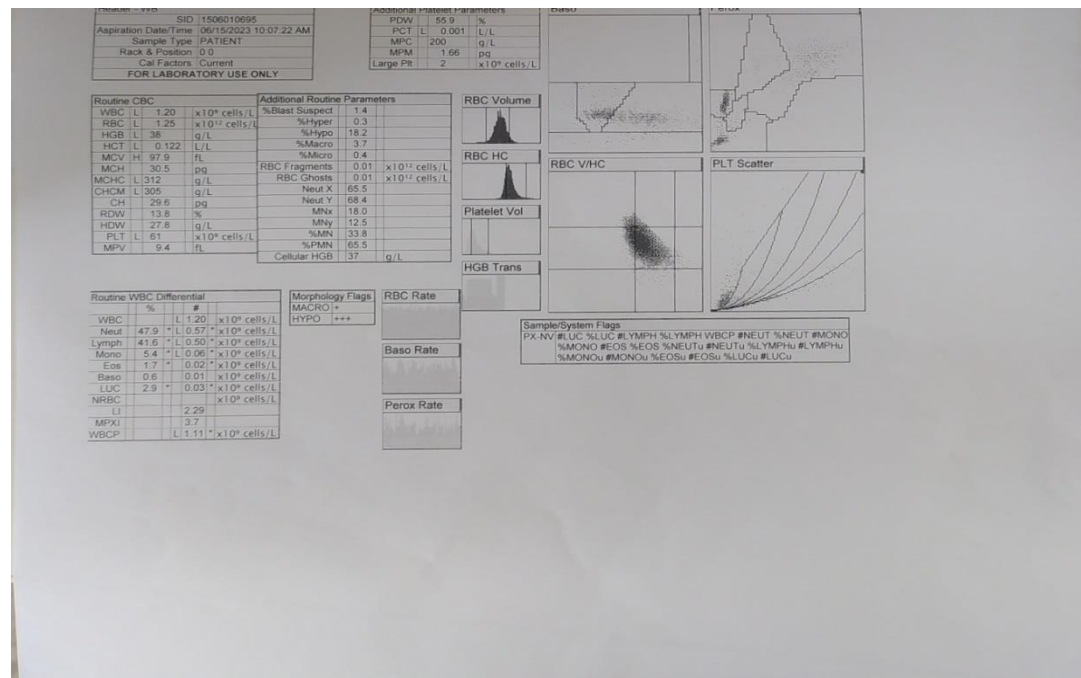 Header - WB
SID 1506010695
Aspiration Date/Time 06/15/2023 10:07:22 AM
Sample Type PATIENT
Rack & Position 0 0
Cal Factors Current
FOR LABORATORY USE ONLY
Additional Platelet Parameters
PDW 55.9 %
PCT L 0.001 L/L
MPC 200 g/L
MPM 1.66 pg
Large Plt 2 x10⁹ cells/L
Baso
Perox
Routine CBC
WBC L 1.20 x10⁹ cells/L
RBC L 1.25 x10¹² cells/L
HGB L 38 g/L
HCT L 0.122 L/L
MCV H 97.9 fL
MCH 30.5 pg
MCHC L 312 g/L
CHCM L 305 g/L
CH 29.6 pg
RDW 13.8 %
HDW 27.8 g/L
PLT L 61 x10⁹ cells/L
MPV 9.4 fL
Additional Routine Parameters
%Blast Suspect 1.4
%Hyper 0.3
%Hypo 18.2
%Macro 3.7
%Micro 0.4
RBC Fragments 0.01 x10¹² cells/L
RBC Ghosts 0.01 x10¹² cells/L
Neut X 65.5
Neut Y 68.4
MNx 18.0
MNy 12.5
%MN 33.8
%PMN 65.5
Cellular HGB 37 g/L
RBC Volume
RBC HC
Platelet Vol
HGB Trans
RBC V/HC
PLT Scatter
Routine WBC Differential
% #
WBC L 1.20 x10⁹ cells/L
Neut 47.9 * L 0.57 * x10⁹ cells/L
Lymph 41.6 * L 0.50 * x10⁹ cells/L
Mono 5.4 * L 0.06 * x10⁹ cells/L
Eos 1.7 * 0.02 * x10⁹ cells/L
Baso 0.6 0.01 x10⁹ cells/L
LUC 2.9 * 0.03 * x10⁹ cells/L
NRBC x10⁹ cells/L
LI 2.29
MPXI 3.7
WBCP L 1.11 * x10⁹ cells/L
Morphology Flags
MACRO +
HYPO +++
RBC Rate
Baso Rate
Perox Rate
Sample/System Flags
PX-NV #LUC %LUC #LYMPH %LYMPH WBCP #NEUT %NEUT #MONO
%MONO #EOS %EOS %NEUTu #NEUTu %LYMPHu #LYMPHu
%MONOu #MONOu %EOSu #EOSu %LUCu #LUCu